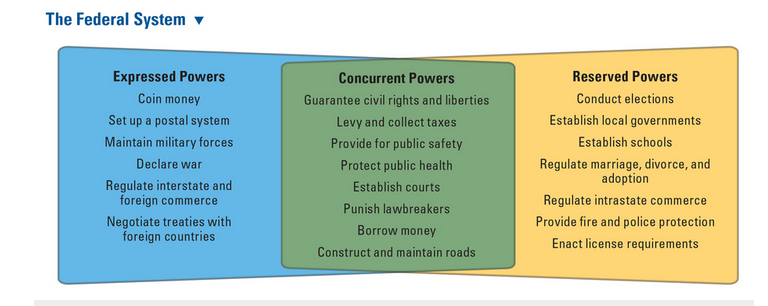 The Federal System ▼
Expressed Powers
Coin money
Set up a postal system
Maintain military forces
Declare war
Regulate interstate and
foreign commerce
Negotiate treaties with
foreign countries
Concurrent Powers
Guarantee civil rights and liberties
Levy and collect taxes
Provide for public safety
Protect public health
Establish courts
Punish lawbreakers
Borrow money
Construct and maintain roads
Reserved Powers
Conduct elections
Establish local governments
Establish schools
Regulate marriage, divorce, and
adoption
Regulate intrastate commerce
Provide fire and police protection
Enact license requirements